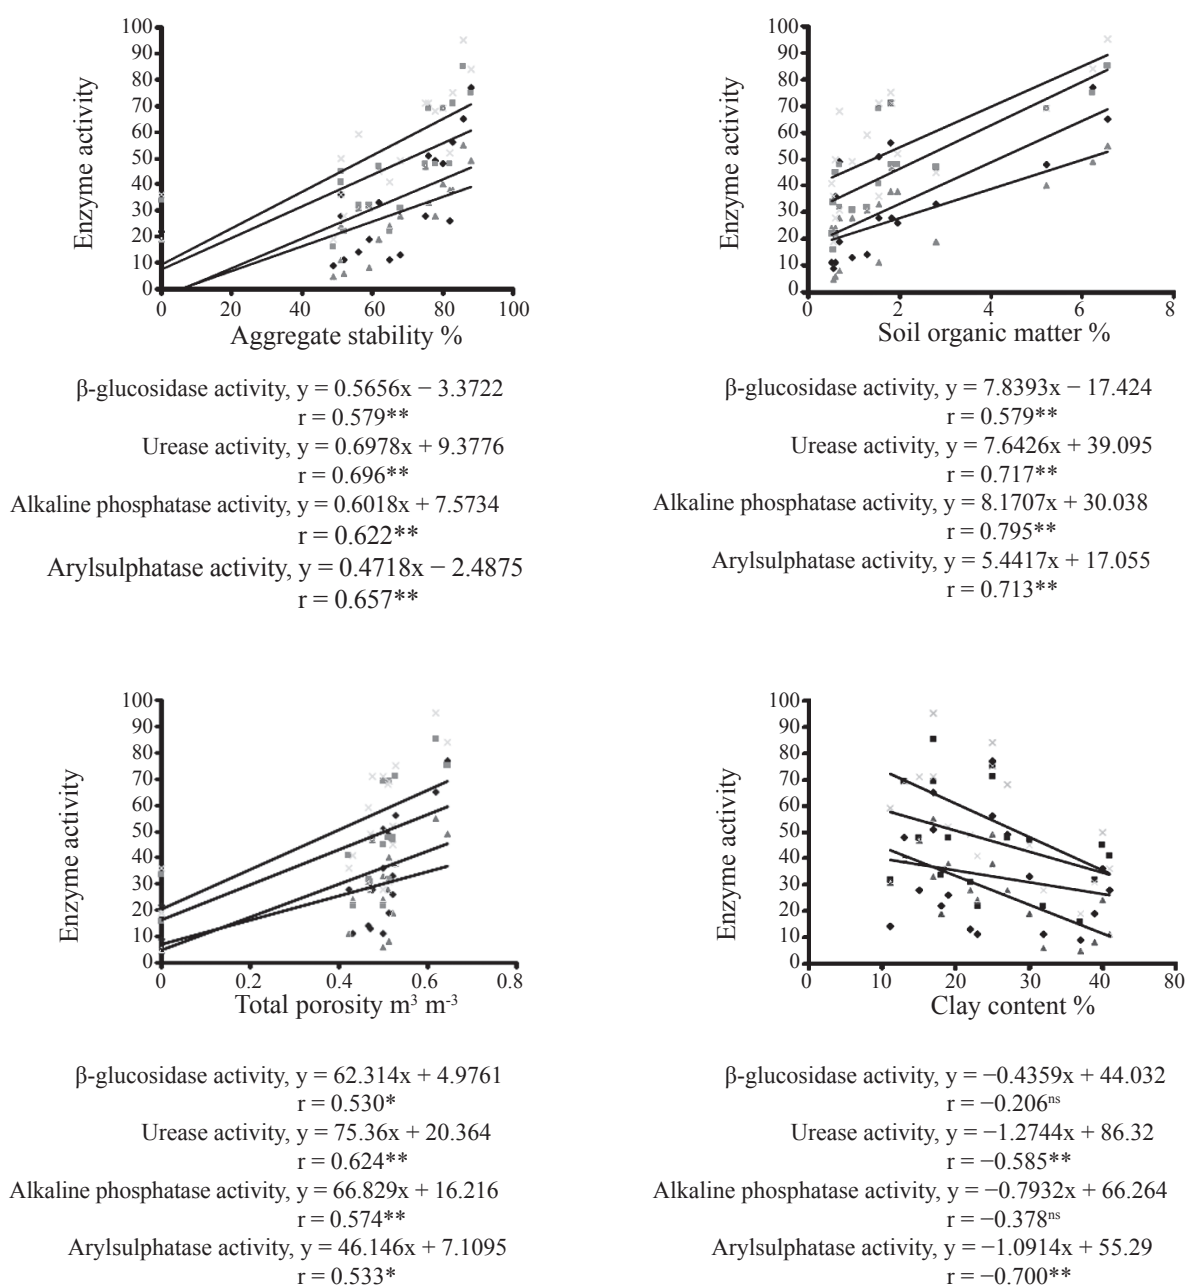 100
90
80
70
60
50
40
30
20
10
0
Enzyme activity
0 20 40 60 80 100
Aggregate stability %
β-glucosidase activity, y = 0.5656x − 3.3722
r = 0.579**
Urease activity, y = 0.6978x + 9.3776
r = 0.696**
Alkaline phosphatase activity, y = 0.6018x + 7.5734
r = 0.622**
Arylsulphatase activity, y = 0.4718x − 2.4875
r = 0.657**
100
90
80
70
60
50
40
30
20
10
0
Enzyme activity
0 2 4 6 8
Soil organic matter %
β-glucosidase activity, y = 7.8393x − 17.424
r = 0.579**
Urease activity, y = 7.6426x + 39.095
r = 0.717**
Alkaline phosphatase activity, y = 8.1707x + 30.038
r = 0.795**
Arylsulphatase activity, y = 5.4417x + 17.055
r = 0.713**
100
90
80
70
60
50
40
30
20
10
0
Enzyme activity
0 0.2 0.4 0.6 0.8
Total porosity m³ m⁻³
β-glucosidase activity, y = 62.314x + 4.9761
r = 0.530*
Urease activity, y = 75.36x + 20.364
r = 0.624**
Alkaline phosphatase activity, y = 66.829x + 16.216
r = 0.574**
Arylsulphatase activity, y = 46.146x + 7.1095
r = 0.533*
100
90
80
70
60
50
40
30
20
10
0
Enzyme activity
0 10 20 30 40 80
Clay content %
β-glucosidase activity, y = −0.4359x + 44.032
r = −0.206ⁿˢ
Urease activity, y = −1.2744x + 86.32
r = −0.585**
Alkaline phosphatase activity, y = −0.7932x + 66.264
r = −0.378ⁿˢ
Arylsulphatase activity, y = −1.0914x + 55.29
r = −0.700**